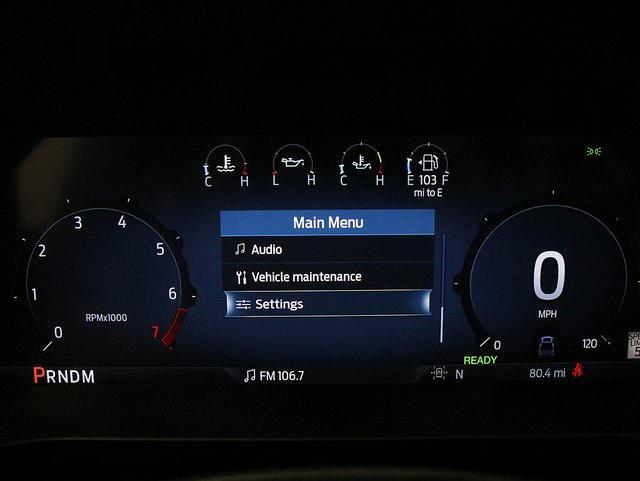 C H
L H
C H
E 103 F
mi to E
Main Menu
Audio
Vehicle maintenance
Settings
0 1 2 3 4 5 6 7
RPMx1000
0
MPH
0 120
READY
PRNDM
FM 106.7
N
80.4 mi